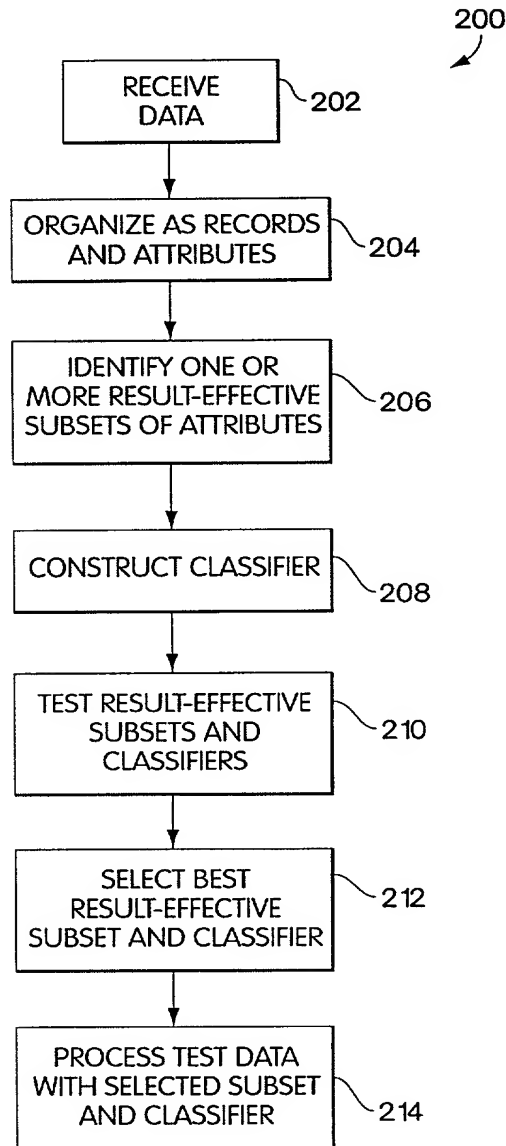 200
RECEIVE
DATA
202
ORGANIZE AS RECORDS
AND ATTRIBUTES
204
IDENTIFY ONE OR
MORE RESULT-EFFECTIVE
SUBSETS OF ATTRIBUTES
206
CONSTRUCT CLASSIFIER
208
TEST RESULT-EFFECTIVE
SUBSETS AND
CLASSIFIERS
210
SELECT BEST
RESULT-EFFECTIVE
SUBSET AND CLASSIFIER
212
PROCESS TEST DATA
WITH SELECTED SUBSET
AND CLASSIFIER
214